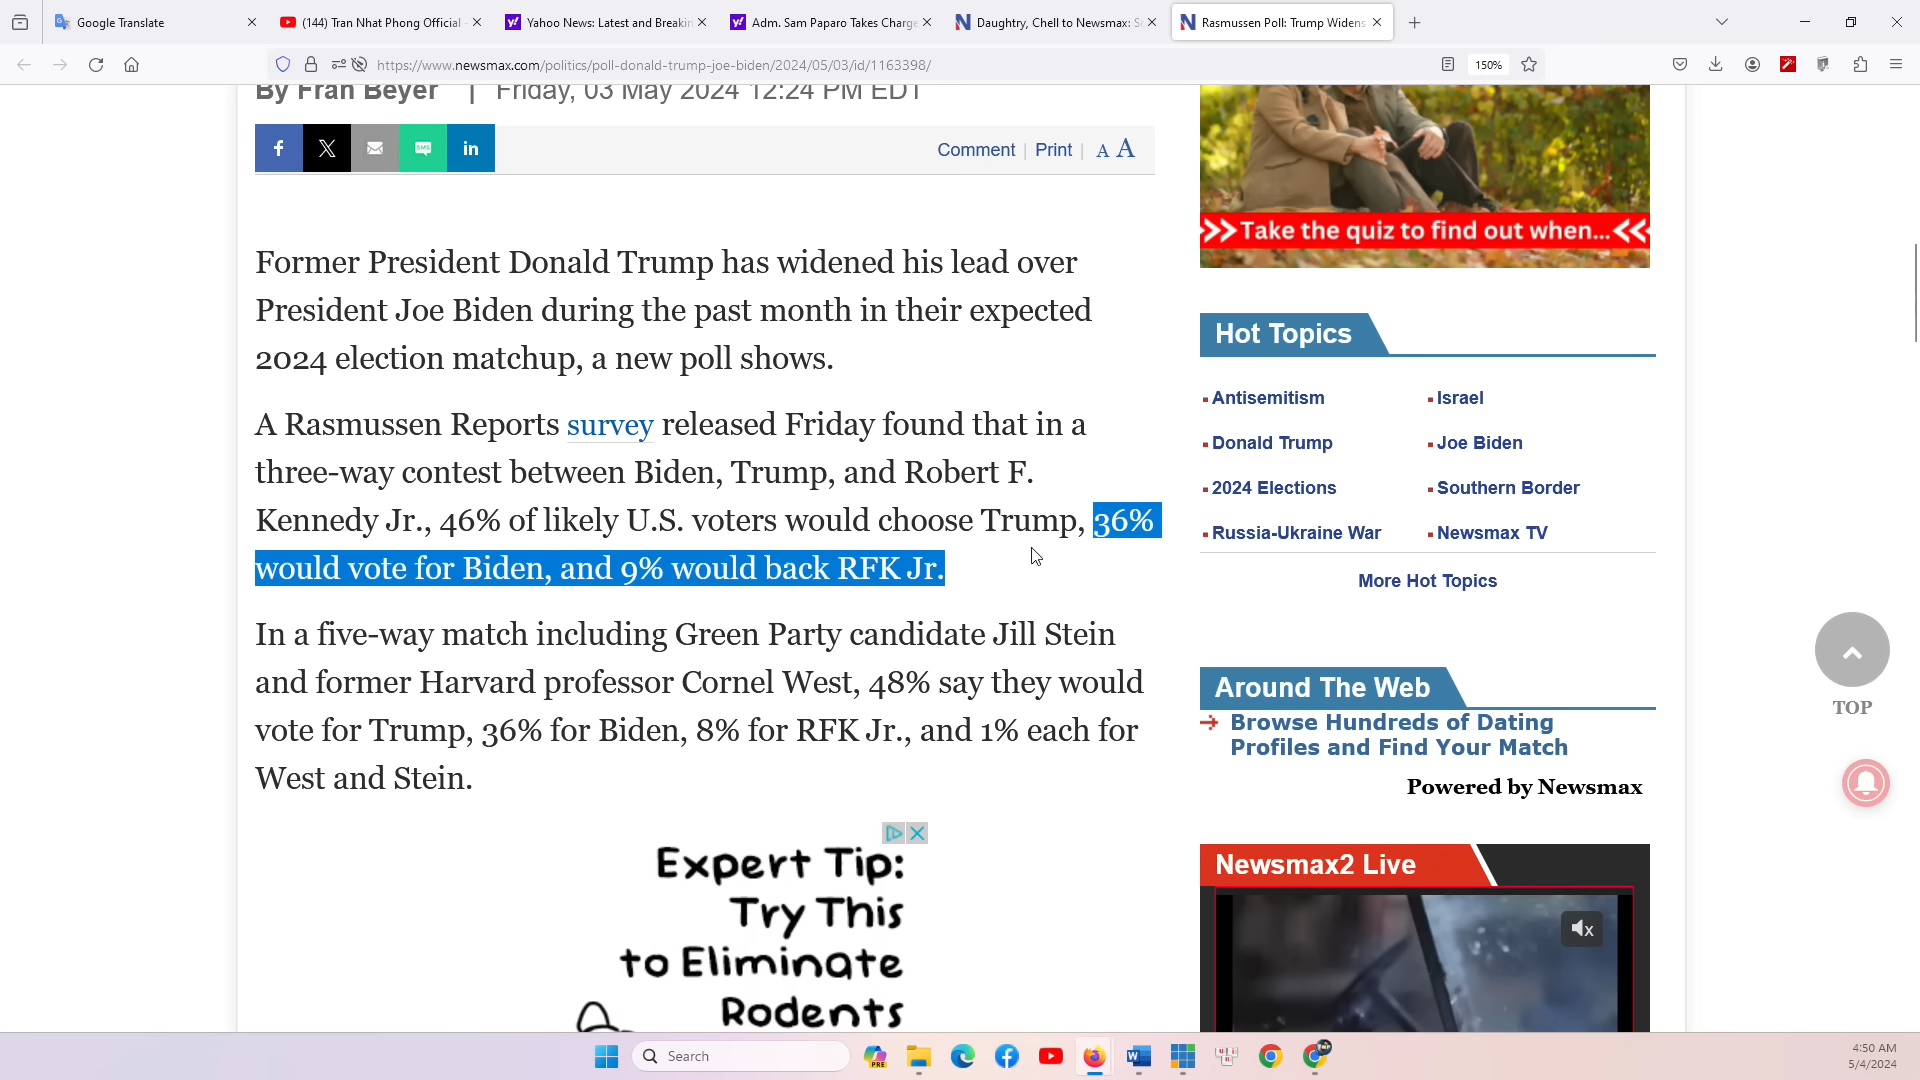 Google Translate
(144) Tran Nhat Phong Official -
Yahoo News: Latest and Breakin
Adm. Sam Paparo Takes Charge
Daughtry, Chell to Newsmax: S
Rasmussen Poll: Trump Widens
https://www.newsmax.com/politics/poll-donald-trump-joe-biden/2024/05/03/id/1163398/
150%
By Fran Beyer | Friday, 03 May 2024 12:24 PM EDT
Comment | Print | A A
Former President Donald Trump has widened his lead over
President Joe Biden during the past month in their expected
2024 election matchup, a new poll shows.
A Rasmussen Reports survey released Friday found that in a
three-way contest between Biden, Trump, and Robert F.
Kennedy Jr., 46% of likely U.S. voters would choose Trump, 36%
would vote for Biden, and 9% would back RFK Jr.
In a five-way match including Green Party candidate Jill Stein
and former Harvard professor Cornel West, 48% say they would
vote for Trump, 36% for Biden, 8% for RFK Jr., and 1% each for
West and Stein.
Expert Tip:
Try This
to Eliminate
Rodents
Take the quiz to find out when...
Hot Topics
Antisemitism
Israel
Donald Trump
Joe Biden
2024 Elections
Southern Border
Russia-Ukraine War
Newsmax TV
More Hot Topics
Around The Web
Browse Hundreds of Dating
Profiles and Find Your Match
Powered by Newsmax
Newsmax2 Live
TOP
Search
4:50 AM
5/4/2024